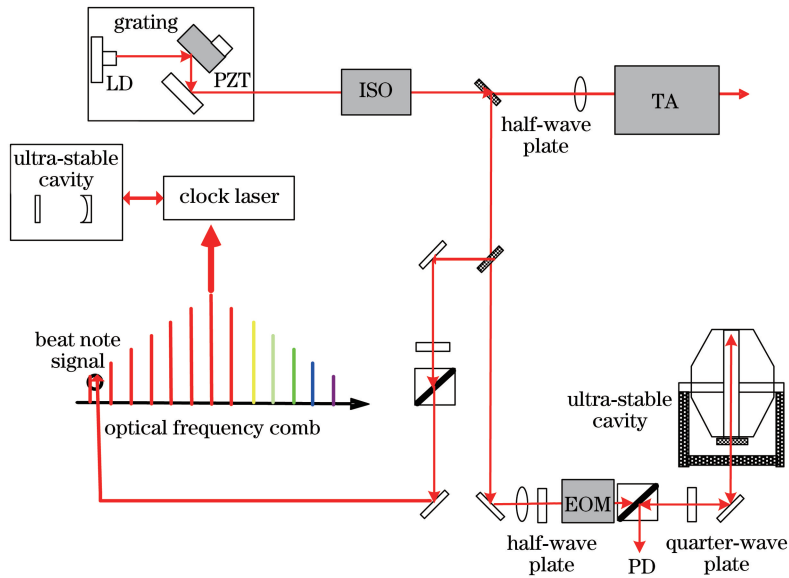 grating
LD
PZT
ISO
half-wave
plate
TA
ultra-stable
cavity
clock laser
beat note
signal
optical frequency comb
ultra-stable
cavity
EOM
half-wave
plate
PD
quarter-wave
plate